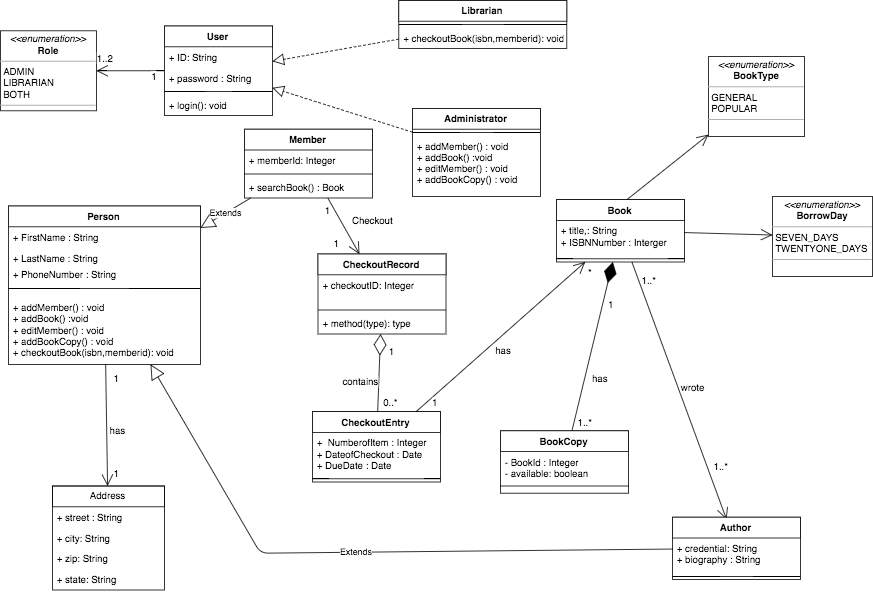 Librarian
+ checkoutBook(isbn,memberid): void
<<enumeration>>
Role
ADMIN
LIBRARIAN
BOTH
1..2
1
User
+ ID: String
+ password : String
+ login(): void
<<enumeration>>
BookType
GENERAL
POPULAR
Administrator
+ addMember() : void
+ addBook() :void
+ editMember() : void
+ addBookCopy() : void
Member
+ memberId: Integer
+ searchBook() : Book
Extends
1
Checkout
1
Person
+ FirstName : String
+ LastName : String
+ PhoneNumber : String
+ addMember() : void
+ addBook() :void
+ editMember() : void
+ addBookCopy() : void
+ checkoutBook(isbn,memberid): void
Book
+ title,: String
+ ISBNNumber : Interger
<<enumeration>>
BorrowDay
SEVEN_DAYS
TWENTYONE_DAYS
CheckoutRecord
+ checkoutID: Integer
+ method(type): type
*
1
1..*
1
contains
0..*
has
1
has
1..*
wrote
1..*
1
has
1
CheckoutEntry
+ NumberofItem : Integer
+ DateofCheckout : Date
+ DueDate : Date
BookCopy
- BookId : Integer
- available: boolean
Address
+ street : String
+ city: String
+ zip: String
+ state: String
Extends
Author
+ credential: String
+ biography : String